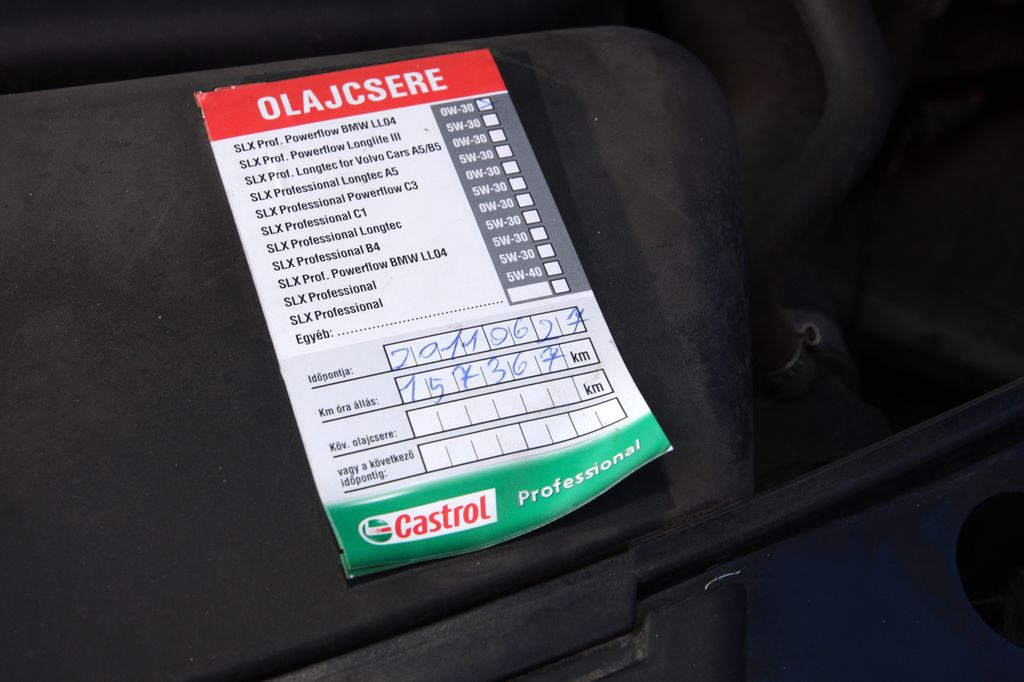 OLAJCSERE
SLX Prof. Powerflow BMW LL04 0W-30
SLX Prof. Powerflow Longlife III 5W-30
SLX Prof. Longtec for Volvo Cars A5/B5 0W-30
SLX Professional Longtec A5 5W-30
SLX Professional Powerflow C3 0W-30
SLX Professional C1 5W-30
SLX Professional Longtec 0W-30
SLX Professional B4 5W-30
SLX Prof. Powerflow BMW LL04 5W-30
SLX Professional 5W-30
SLX Professional 5W-40
Egyéb: ........................................
Időpontja: 20110627
Km óra állás: 157367 km
Köv. olajcsere: km
vagy a következő
időpontig:
Castrol Professional